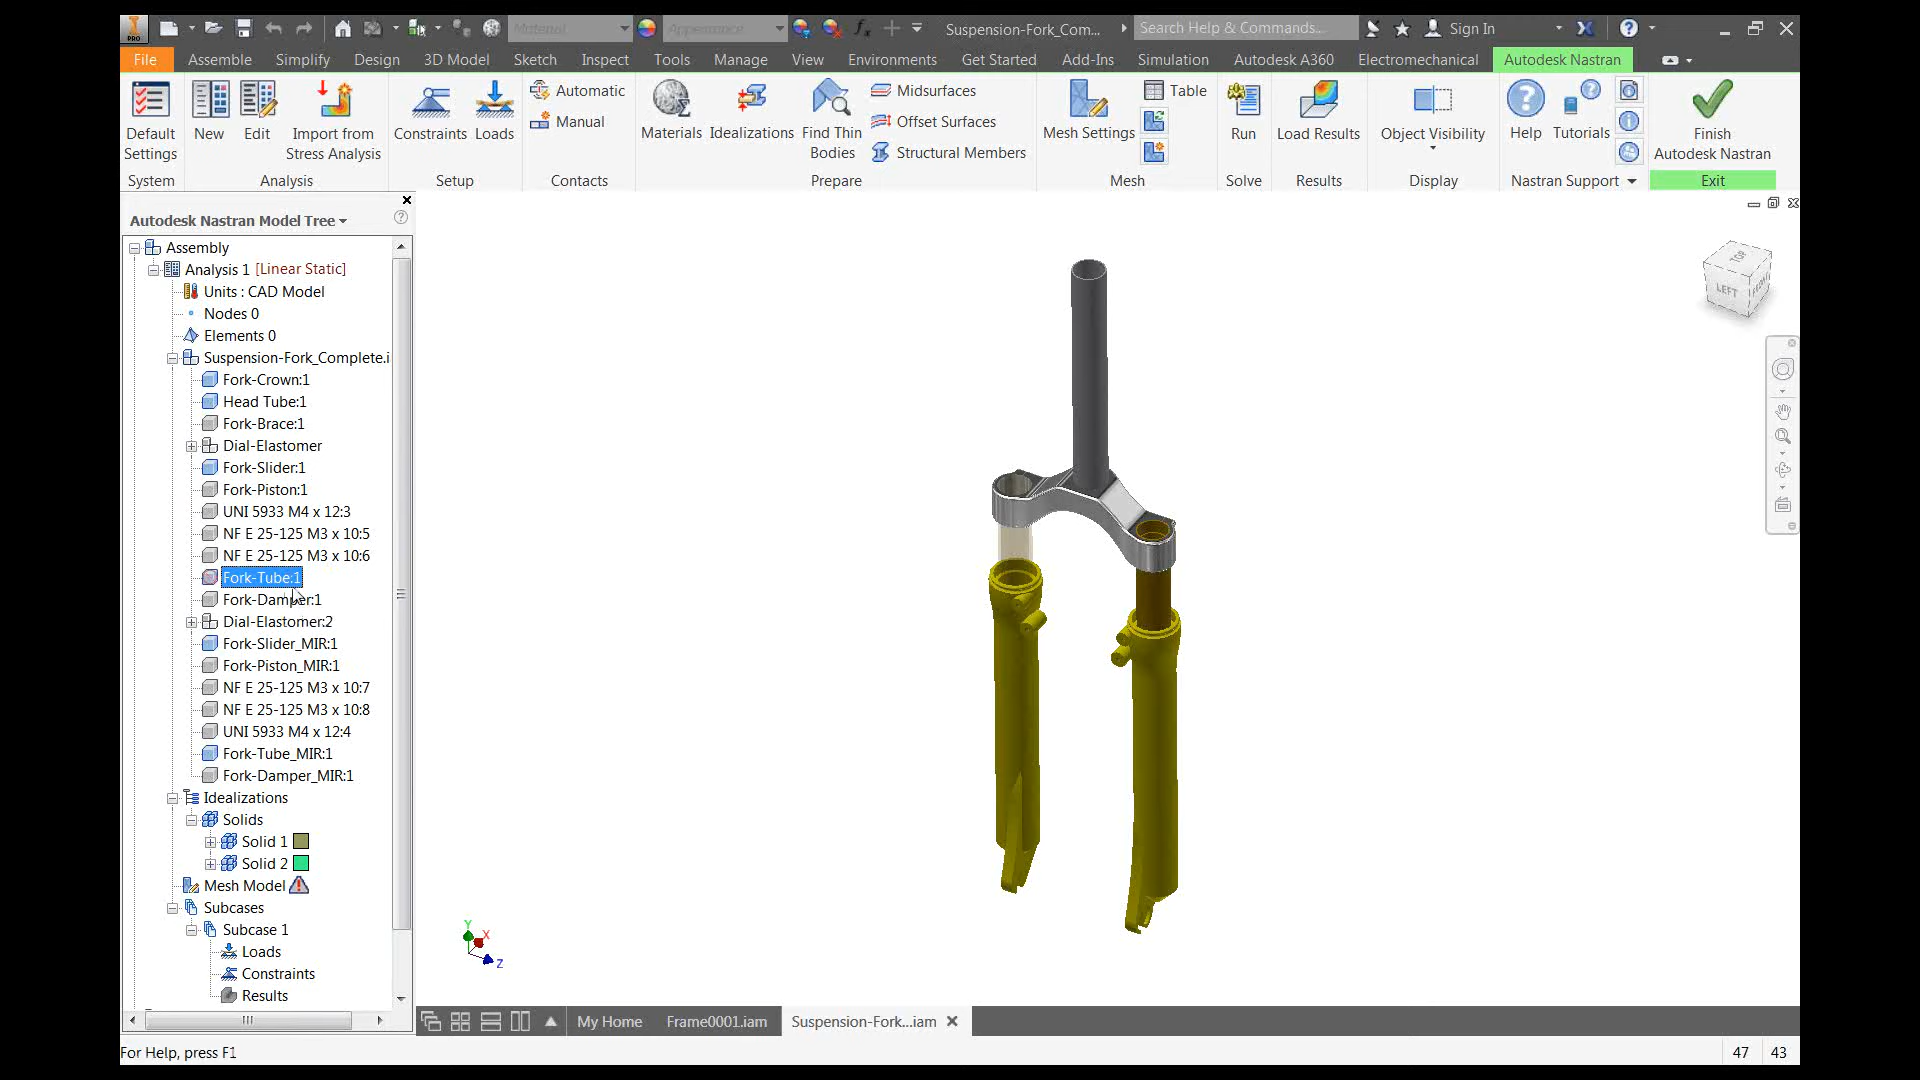 PRO
Material
Appearance
Suspension-Fork_Com...
Search Help & Commands...
Sign In
File
Assemble
Simplify
Design
3D Model
Sketch
Inspect
Tools
Manage
View
Environments
Get Started
Add-Ins
Simulation
Autodesk A360
Electromechanical
Autodesk Nastran
Default
Settings
System
New
Edit
Import from
Stress Analysis
Analysis
Constraints
Loads
Setup
Automatic
Manual
Contacts
Materials
Idealizations
Find Thin
Bodies
Midsurfaces
Offset Surfaces
Structural Members
Prepare
Mesh Settings
Table
Mesh
Run
Solve
Load Results
Results
Object Visibility
Display
Help
Tutorials
Nastran Support
Finish
Autodesk Nastran
Exit
Autodesk Nastran Model Tree
Assembly
Analysis 1 [Linear Static]
Units : CAD Model
Nodes 0
Elements 0
Suspension-Fork_Complete.i
Fork-Crown:1
Head Tube:1
Fork-Brace:1
Dial-Elastomer
Fork-Slider:1
Fork-Piston:1
UNI 5933 M4 x 12:3
NF E 25-125 M3 x 10:5
NF E 25-125 M3 x 10:6
Fork-Tube:1
Fork-Damper:1
Dial-Elastomer:2
Fork-Slider_MIR:1
Fork-Piston_MIR:1
NF E 25-125 M3 x 10:7
NF E 25-125 M3 x 10:8
UNI 5933 M4 x 12:4
Fork-Tube_MIR:1
Fork-Damper_MIR:1
Idealizations
Solids
Solid 1
Solid 2
Mesh Model
Subcases
Subcase 1
Loads
Constraints
Results
TOP
LEFT
FRONT
Y
X
Z
My Home
Frame0001.iam
Suspension-Fork...iam
For Help, press F1
47
43